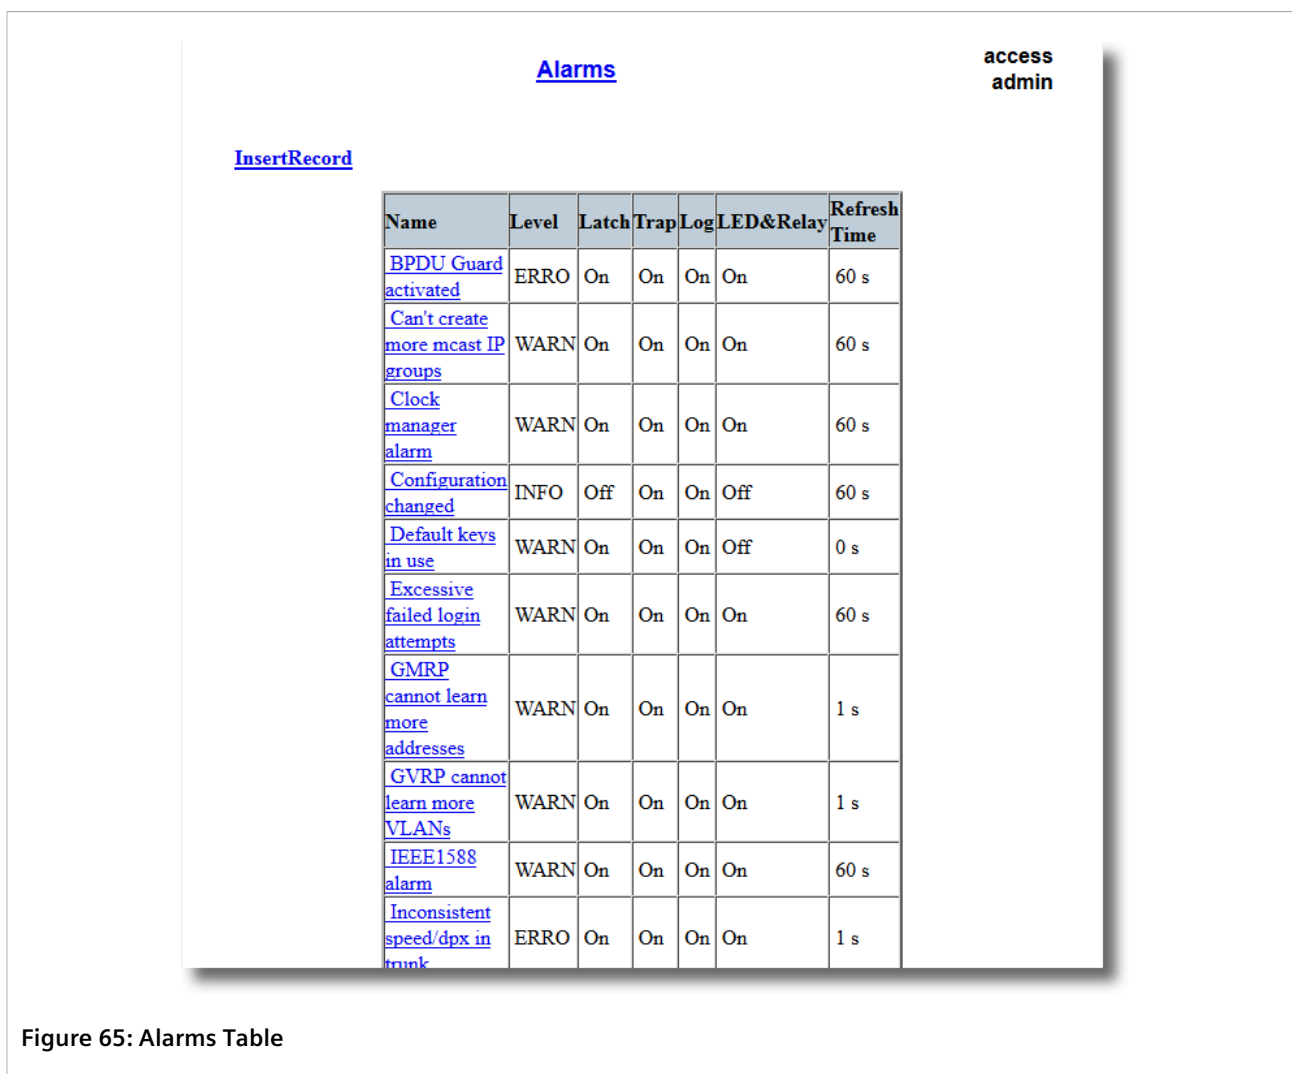 Alarms
access
admin
InsertRecord
Name Level Latch Trap Log LED&Relay Refresh Time
BPDU Guard activated ERRO On On On On 60 s
Can't create more mcast IP groups WARN On On On On 60 s
Clock manager alarm WARN On On On On 60 s
Configuration changed INFO Off On On Off 60 s
Default keys in use WARN On On On Off 0 s
Excessive failed login attempts WARN On On On On 60 s
GMRP cannot learn more addresses WARN On On On On 1 s
GVRP cannot learn more VLANs WARN On On On On 1 s
IEEE1588 alarm WARN On On On On 60 s
Inconsistent speed/dpx in trunk ERRO On On On On 1 s
Figure 65: Alarms Table